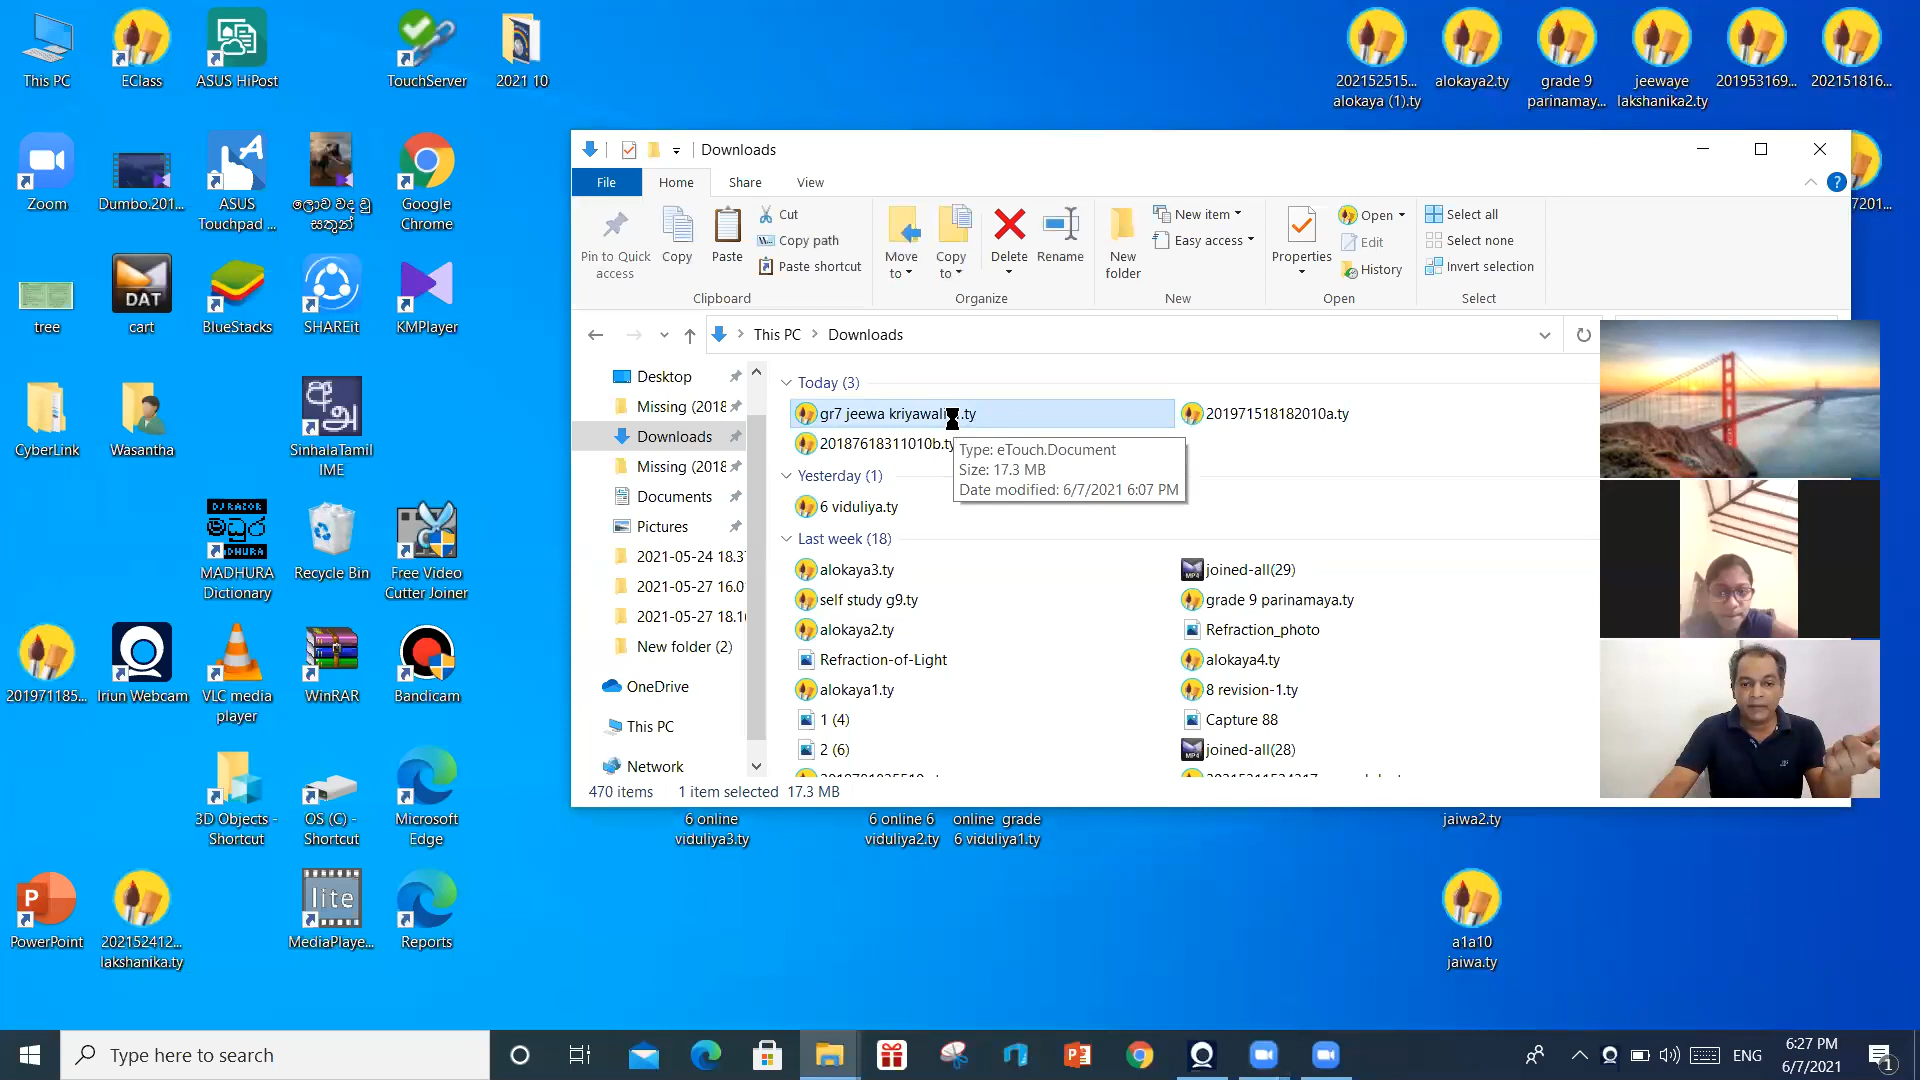 This PC
EClass
ASUS HiPost
TouchServer
2021 10
202152515...
alokaya (1).ty
alokaya2.ty
grade 9
parinamay...
jeewaye
lakshanika2.ty
201953169...
202151816...
Zoom
Dumbo.201...
ASUS
Touchpad ...
ලොව වද වූ
සතුන්
Google
Chrome
7201...
tree
DAT
cart
BlueStacks
SHAREit
KMPlayer
CyberLink
Wasantha
SinhalaTamil
IME
DJ RAZOR
මධුර
MADHURA
Dictionary
Recycle Bin
Free Video
Cutter Joiner
201971185...
Iriun Webcam
VLC media
player
WinRAR
Bandicam
3D Objects -
Shortcut
OS (C) -
Shortcut
Microsoft
Edge
PowerPoint
202152412...
lakshanika.ty
lite
MediaPlaye...
Reports
6 online
viduliya3.ty
6 online 6
viduliya2.ty
online grade
6 viduliya1.ty
jaiwa2.ty
a1a10
jaiwa.ty
Downloads
File
Home
Share
View
Pin to Quick
access
Copy
Paste
Cut
Copy path
Paste shortcut
Clipboard
Move
to
Copy
to
Delete
Rename
Organize
New
folder
New item
Easy access
New
Properties
Open
Edit
History
Open
Select all
Select none
Invert selection
Select
This PC
Downloads
Desktop
Missing (2018
Downloads
Missing (2018
Documents
Pictures
2021-05-24 18.3
2021-05-27 16.0
2021-05-27 18.1
New folder (2)
OneDrive
This PC
Network
Today (3)
gr7 jeewa kriyawali .ty
201971518182010a.ty
20187618311010b.ty
Type: eTouch.Document
Size: 17.3 MB
Date modified: 6/7/2021 6:07 PM
Yesterday (1)
6 viduliya.ty
Last week (18)
alokaya3.ty
joined-all(29)
self study g9.ty
grade 9 parinamaya.ty
alokaya2.ty
Refraction_photo
Refraction-of-Light
alokaya4.ty
alokaya1.ty
8 revision-1.ty
1 (4)
Capture 88
2 (6)
joined-all(28)
470 items
1 item selected 17.3 MB
Type here to search
ENG
6:27 PM
6/7/2021
1